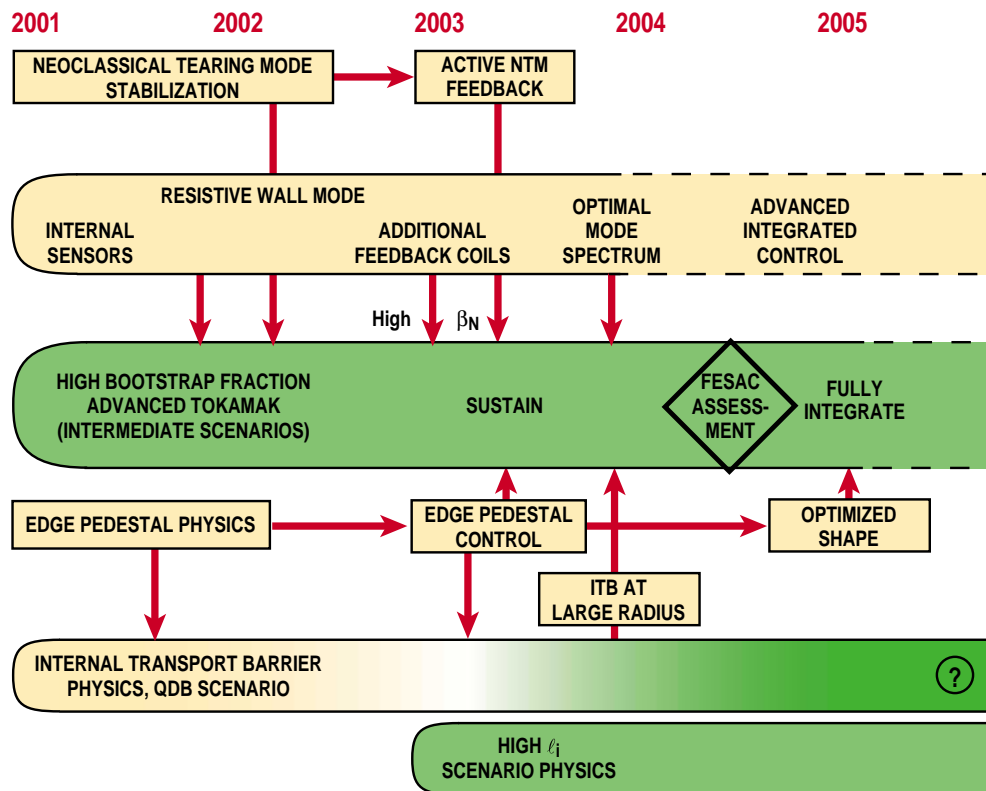 2001 2002 2003 2004 2005
NEOCLASSICAL TEARING MODE
STABILIZATION
ACTIVE NTM
FEEDBACK
RESISTIVE WALL MODE
INTERNAL
SENSORS
ADDITIONAL
FEEDBACK COILS
OPTIMAL
MODE
SPECTRUM
ADVANCED
INTEGRATED
CONTROL
High βN
HIGH BOOTSTRAP FRACTION
ADVANCED TOKAMAK
(INTERMEDIATE SCENARIOS)
SUSTAIN
FESAC
ASSESS-
MENT
FULLY
INTEGRATE
EDGE PEDESTAL PHYSICS
EDGE PEDESTAL
CONTROL
OPTIMIZED
SHAPE
ITB AT
LARGE RADIUS
INTERNAL TRANSPORT BARRIER
PHYSICS, QDB SCENARIO
?
HIGH ℓi
SCENARIO PHYSICS